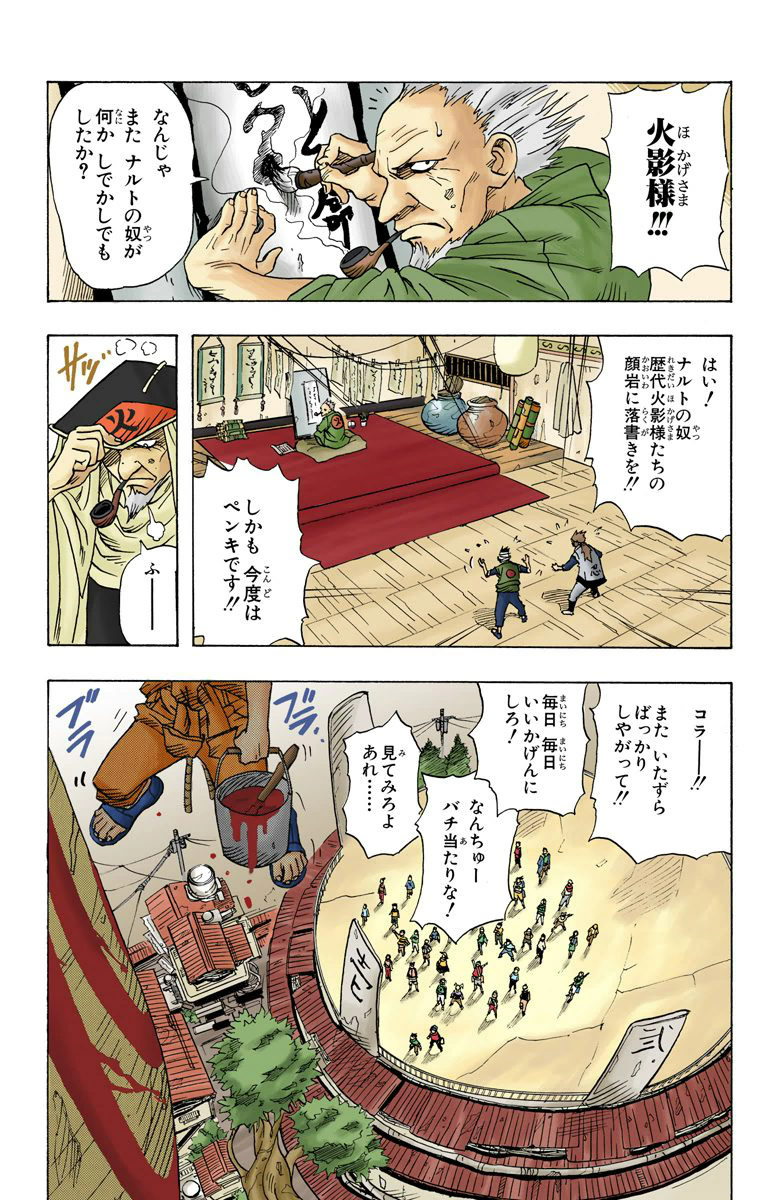 火影様!!!
なんじゃ
また ナルトの奴が
何か しでかしでも
したか?
はい!
ナルトの奴
歴代火影様たちの
顔岩に落書きを!!
しかも 今度は
ペンキです!!
忍
サッ
火
ふーー
コラーー!!
また いたずら
ばっかり
しやがって!!
毎日 毎日
いいかげんに
しろ!
なんちゅー
バチ当たりな!
見てみろよ
あれ……
ブラ
ブラ